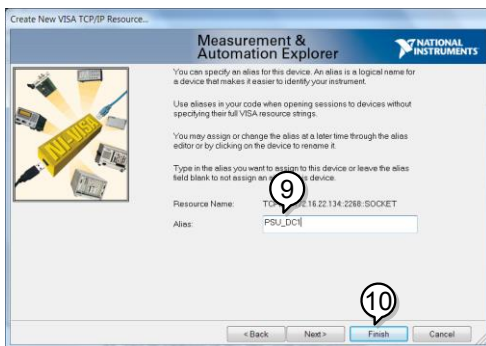 Create New VISA TCP/IP Resource...
Measurement &
Automation Explorer
NATIONAL
INSTRUMENTS
You can specify an alias for this device. An alias is a logical name for
a device that makes it easier to identify your instrument.
Use aliases in your code when opening sessions to devices without
specifying their full VISA resource strings.
You may assign or change the alias at a later time through the alias
editor or by clicking on the device to rename it.
Type in the alias you want to assign to this device or leave the alias
field blank to not assign an device.
9
Resource Name: 2.16.22.134::2268::SOCKET
Alias: PSU_DC1
NI-VISA
10
< Back Next > Finish Cancel